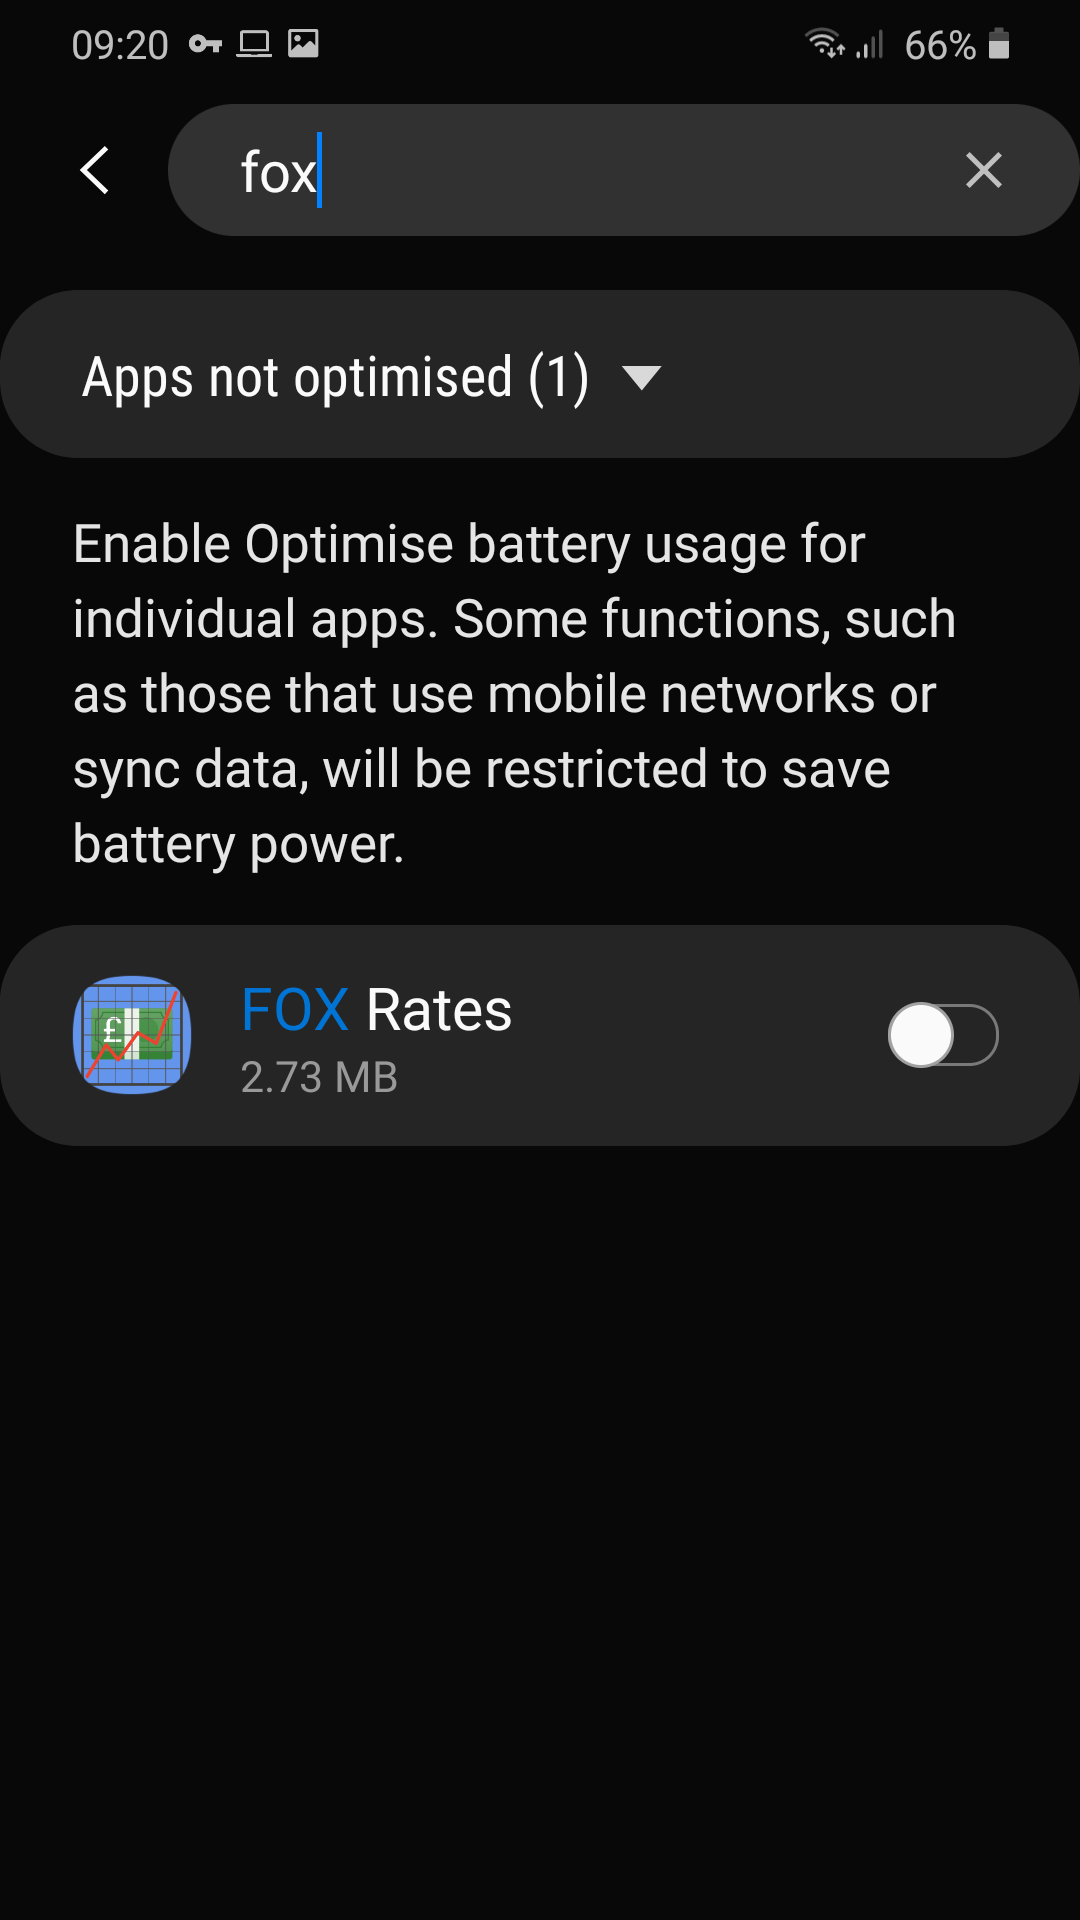 09:20
66%
fox
Apps not optimised (1)
Enable Optimise battery usage for
individual apps. Some functions, such
as those that use mobile networks or
sync data, will be restricted to save
battery power.
£
FOX Rates
2.73 MB